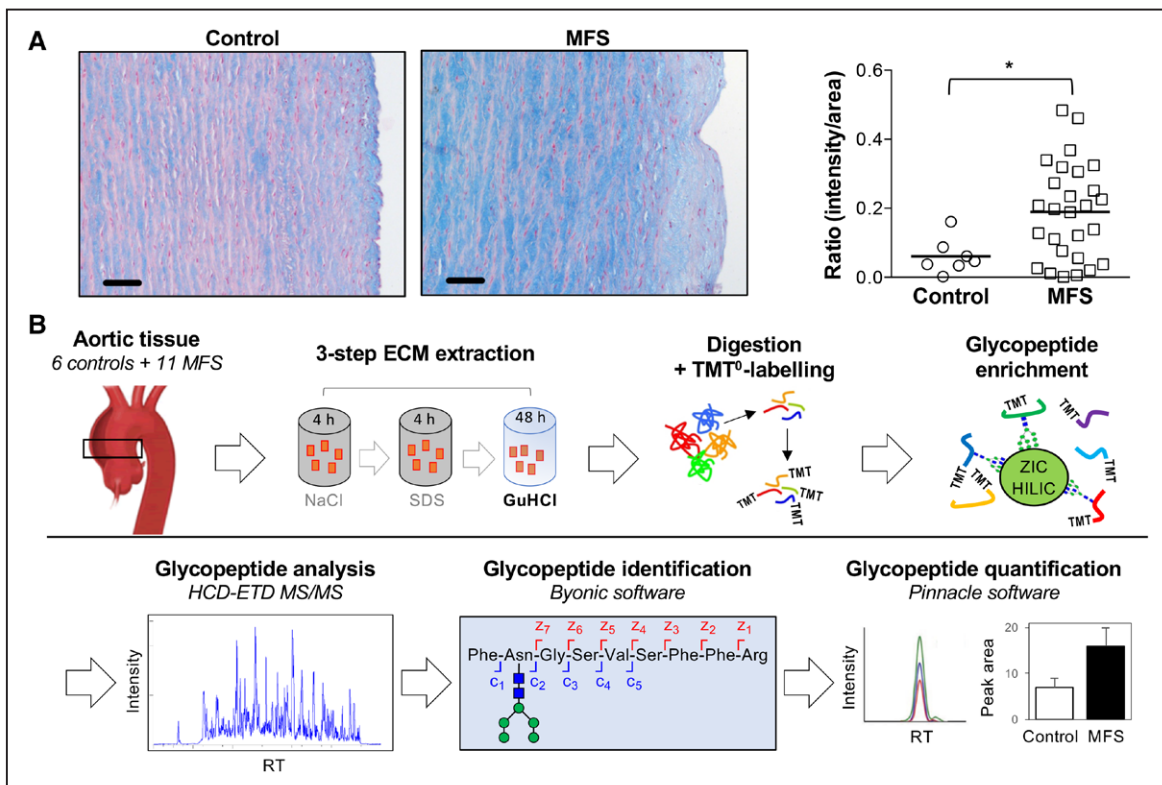 A
Control
MFS
Ratio (intensity/area)
0.6
0.4
0.2
0.0
*
Control
MFS
B
Aortic tissue
6 controls + 11 MFS
3-step ECM extraction
4 h
4 h
48 h
NaCl
SDS
GuHCl
Digestion
+ TMT⁰-labelling
TMT
TMT
TMT
TMT
Glycopeptide
enrichment
TMT
TMT
TMT
TMT
TMT
TMT
TMT
ZIC
HILIC
Glycopeptide analysis
HCD-ETD MS/MS
Intensity
RT
Glycopeptide identification
Byonic software
z7 z6 z5 z4 z3 z2 z1
Phe-Asn-Gly-Ser-Val-Ser-Phe-Phe-Arg
c1 c2 c3 c4 c5
Glycopeptide quantification
Pinnacle software
Intensity
RT
Peak area
20
10
0
Control MFS